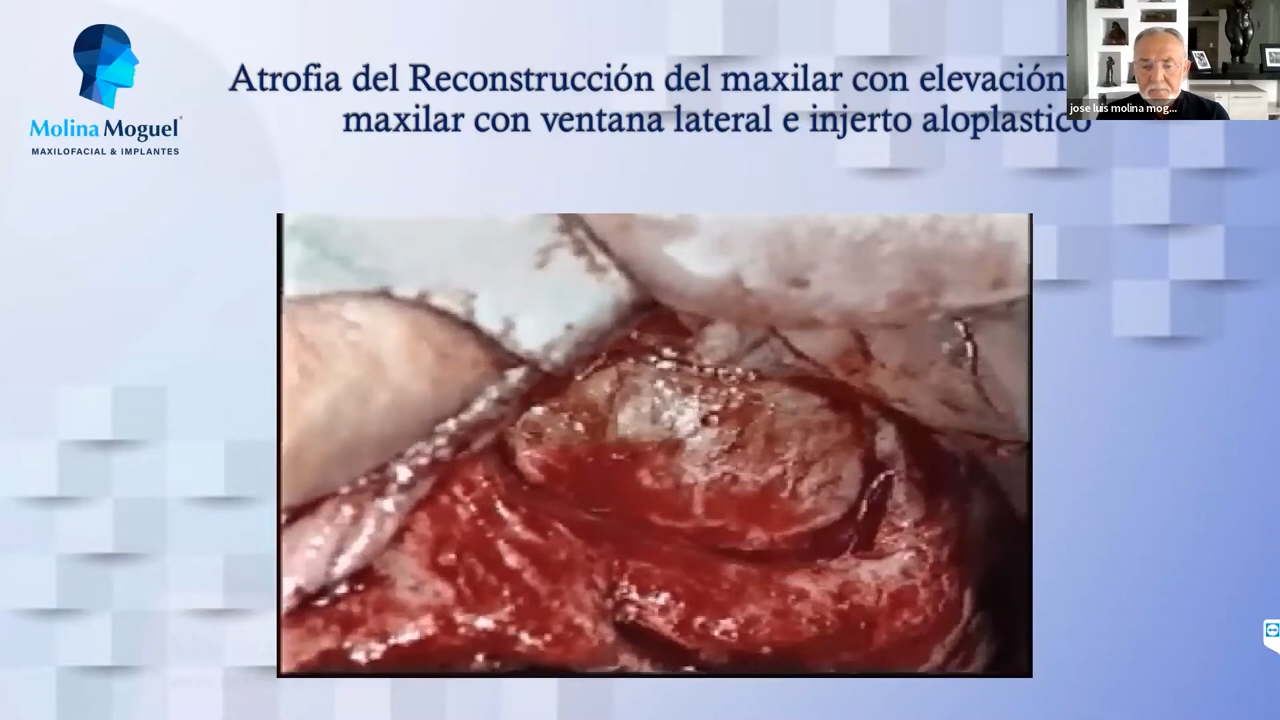 Atrofia del Reconstrucción del maxilar con elevación
maxilar con ventana lateral e injerto aloplastico
Molina Moguel
MAXILOFACIAL & IMPLANTES
jose luis molina mog...